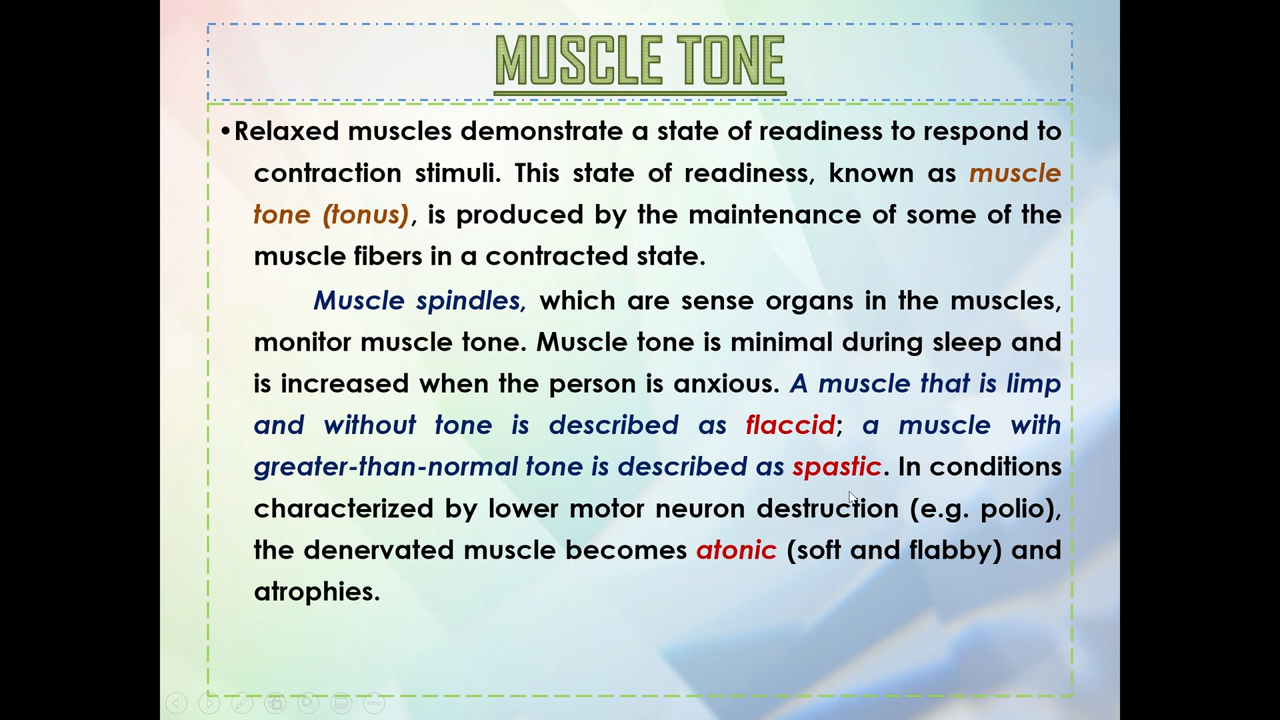 MUSCLE TONE
•Relaxed muscles demonstrate a state of readiness to respond to
contraction stimuli. This state of readiness, known as muscle
tone (tonus), is produced by the maintenance of some of the
muscle fibers in a contracted state.
Muscle spindles, which are sense organs in the muscles,
monitor muscle tone. Muscle tone is minimal during sleep and
is increased when the person is anxious. A muscle that is limp
and without tone is described as flaccid; a muscle with
greater-than-normal tone is described as spastic. In conditions
characterized by lower motor neuron destruction (e.g. polio),
the denervated muscle becomes atonic (soft and flabby) and
atrophies.